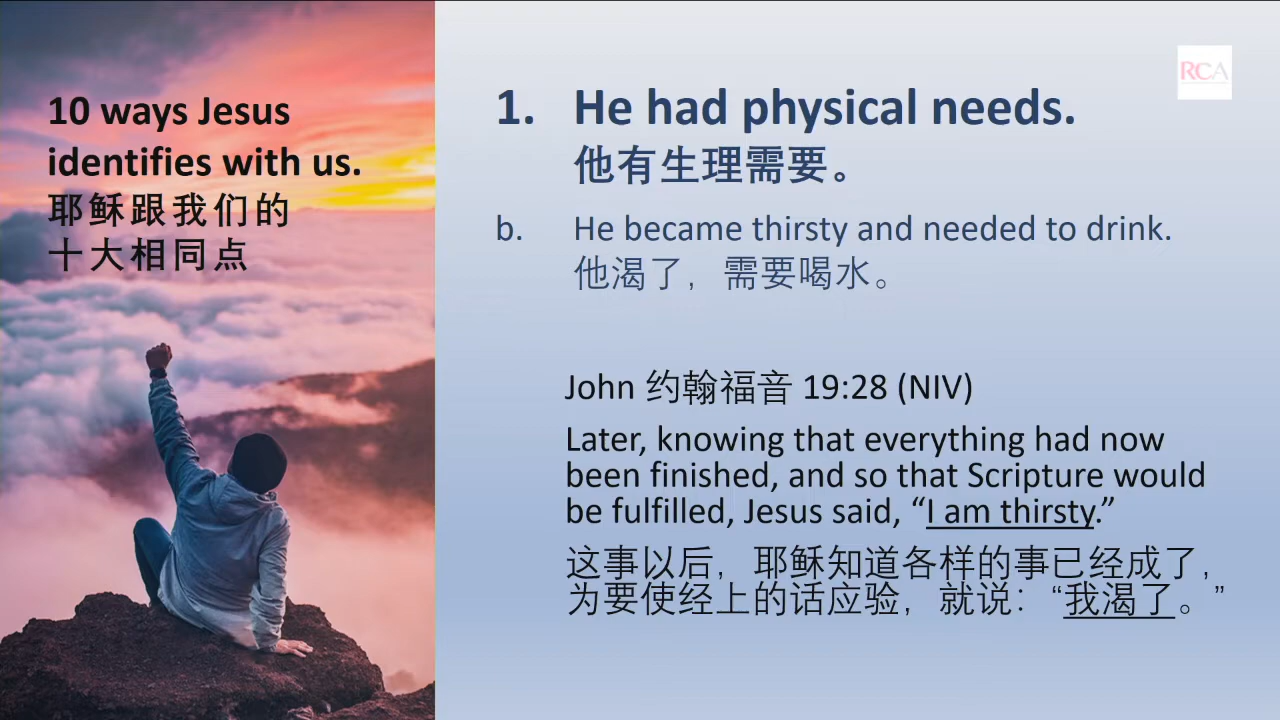 10 ways Jesus
identifies with us.
耶稣跟我们的
十大相同点
RCA
1. He had physical needs.
他有生理需要。
b. He became thirsty and needed to drink.
他渴了，需要喝水。
John 约翰福音 19:28 (NIV)
Later, knowing that everything had now
been finished, and so that Scripture would
be fulfilled, Jesus said, “I am thirsty.”
这事以后，耶稣知道各样的事已经成了，
为要使经上的话应验，就说：“我渴了。”